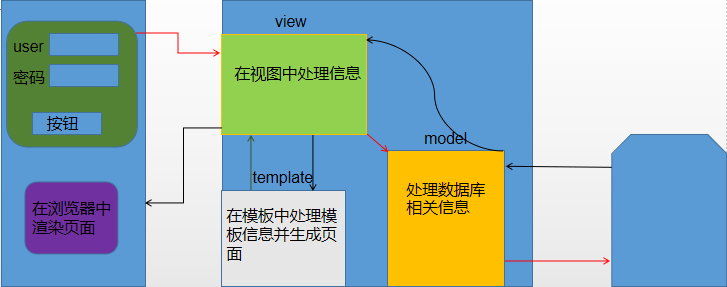 user
密码
按钮
在浏览器中
渲染页面
view
在视图中处理信息
template
在模板中处理模
板信息并生成页
面
model
处理数据库
相关信息